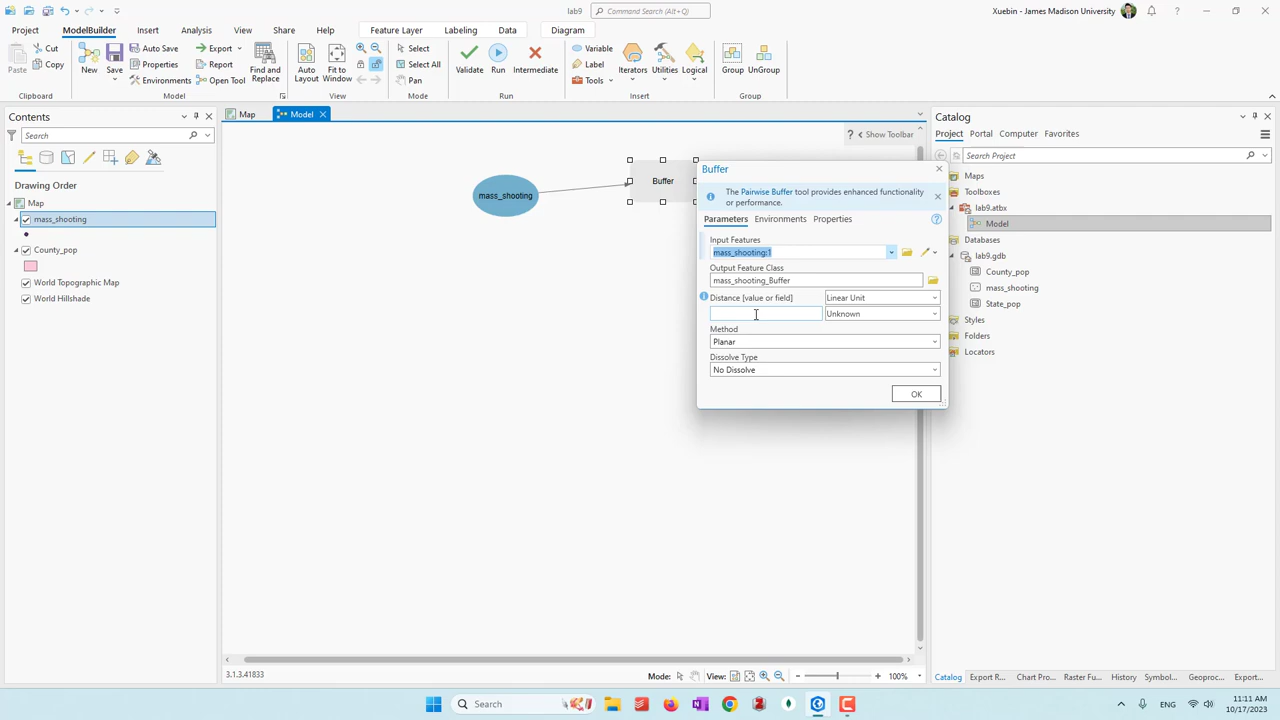 lab9
Command Search (Alt+Q)
Xuebin - James Madison University
Project
ModelBuilder
Insert
Analysis
View
Share
Help
Feature Layer
Labeling
Data
Diagram
Paste
Cut
Copy
Clipboard
New
Save
Auto Save
Properties
Environments
Export
Report
Open Tool
Find and Replace
Model
Auto Layout
Fit to Window
View
Select
Select All
Pan
Mode
Validate
Run
Intermediate
Run
Variable
Label
Tools
Iterators
Utilities
Logical
Insert
Group
UnGroup
Group
Contents
Search
Drawing Order
Map
mass_shooting
County_pop
World Topographic Map
World Hillshade
Map
Model
Show Toolbar
mass_shooting
Buffer
Buffer
The Pairwise Buffer tool provides enhanced functionality
or performance.
Parameters
Environments
Properties
Input Features
mass_shooting:1
Output Feature Class
mass_shooting_Buffer
Distance [value or field]
Linear Unit
Unknown
Method
Planar
Dissolve Type
No Dissolve
OK
Catalog
Project
Portal
Computer
Favorites
Search Project
Maps
Toolboxes
lab9.atbx
Model
Databases
lab9.gdb
County_pop
mass_shooting
State_pop
Styles
Folders
Locators
3.1.3.41833
Mode:
View:
100%
Catalog
Export R...
Chart Pro...
Raster Fu...
History
Symbol...
Geoproc...
Export...
Search
ENG
11:11 AM
10/17/2023